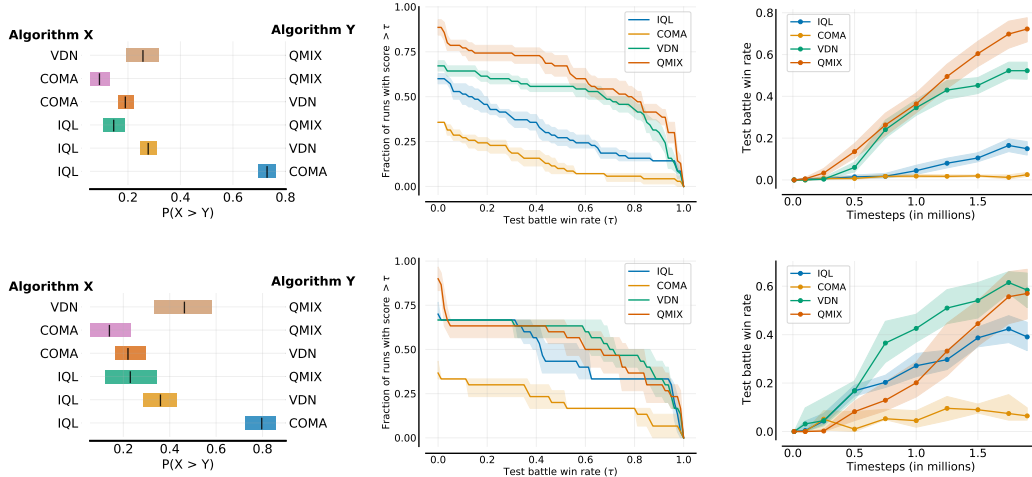 Algorithm X
Algorithm Y
VDN QMIX
COMA QMIX
COMA VDN
IQL QMIX
IQL VDN
IQL COMA
0.2 0.4 0.6 0.8
P(X > Y)
Fraction of runs with score > τ
1.00
0.75
0.50
0.25
0.00
IQL
COMA
VDN
QMIX
0.0 0.2 0.4 0.6 0.8 1.0
Test battle win rate (τ)
Test battle win rate
0.8
0.6
0.4
0.2
0.0
IQL
COMA
VDN
QMIX
0.0 0.5 1.0 1.5
Timesteps (in millions)
Algorithm X
Algorithm Y
VDN QMIX
COMA QMIX
COMA VDN
IQL QMIX
IQL VDN
IQL COMA
0.2 0.4 0.6 0.8
P(X > Y)
Fraction of runs with score > τ
1.00
0.75
0.50
0.25
0.00
IQL
COMA
VDN
QMIX
0.0 0.2 0.4 0.6 0.8 1.0
Test battle win rate (τ)
Test battle win rate
0.6
0.4
0.2
0.0
IQL
COMA
VDN
QMIX
0.0 0.5 1.0 1.5
Timesteps (in millions)